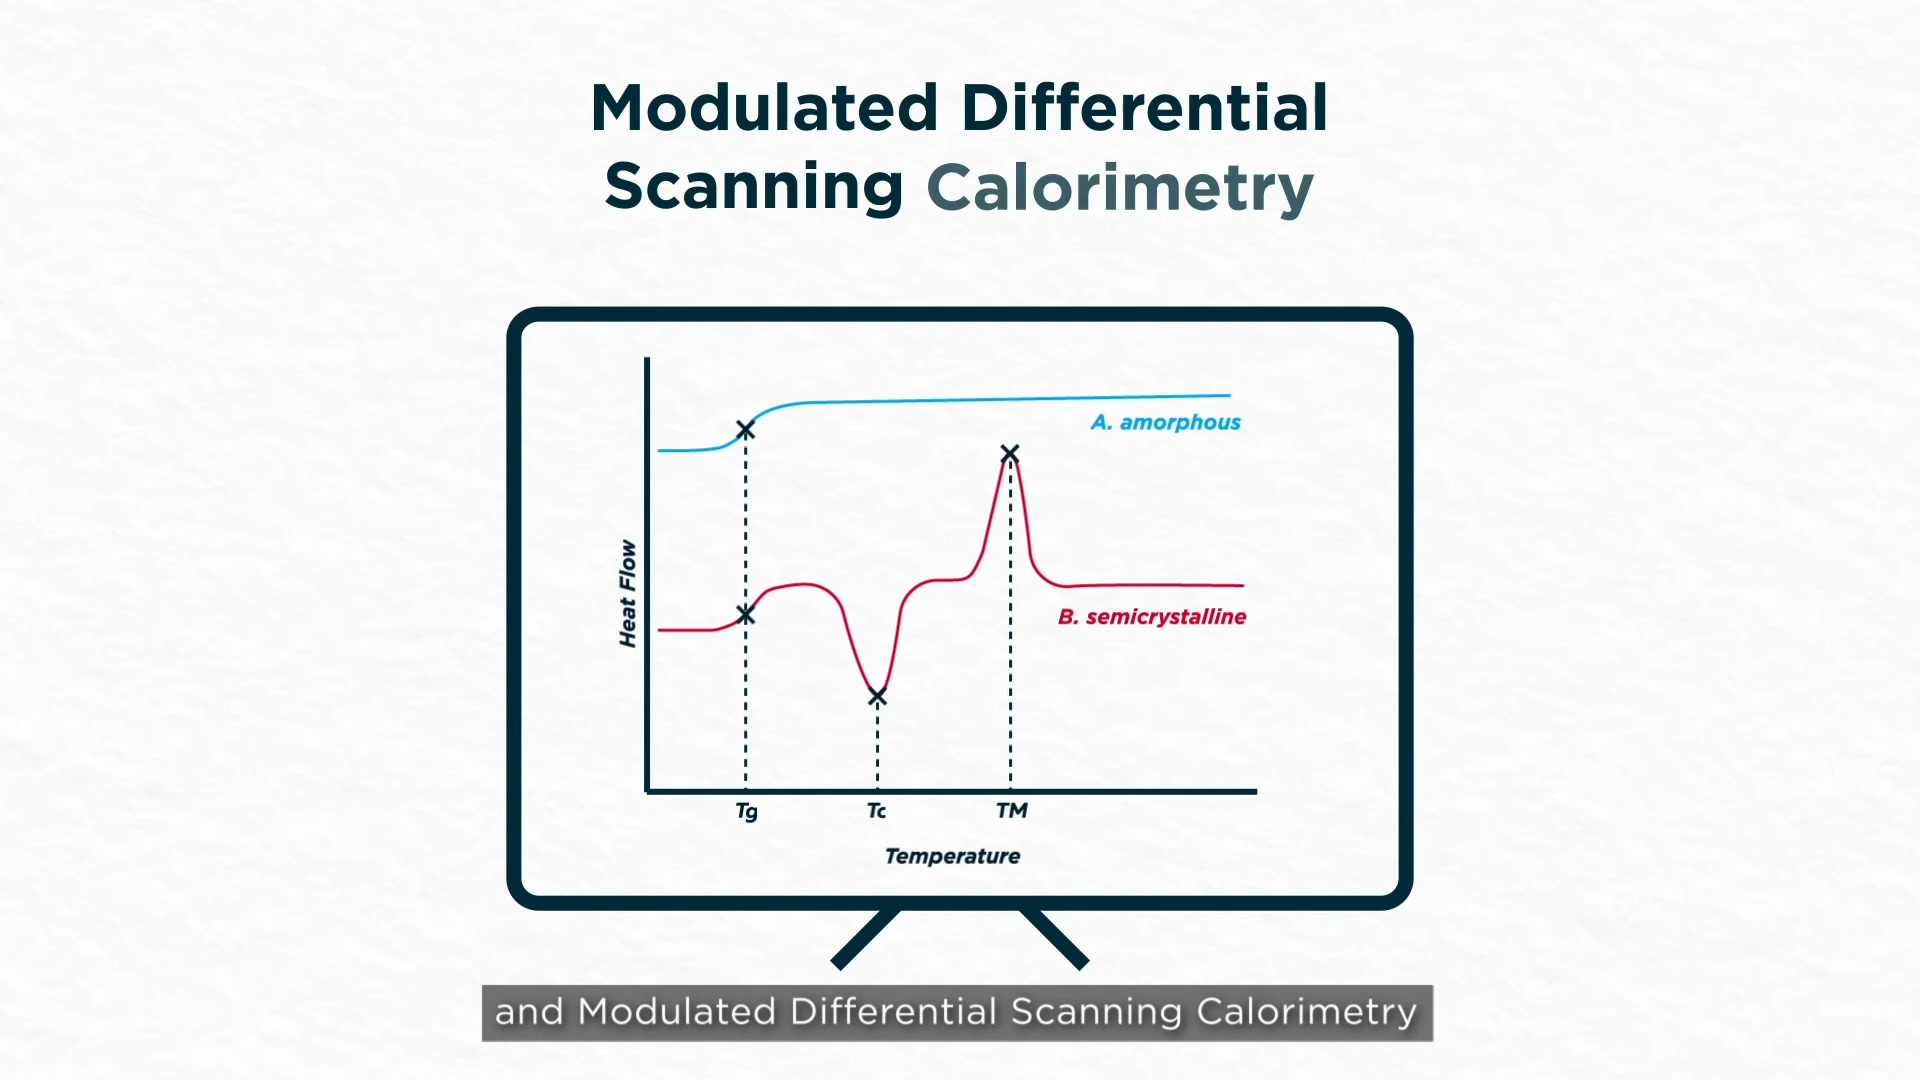 Modulated Differential
Scanning Calorimetry
A. amorphous
Heat Flow
B. semicrystalline
Tg
Tc
TM
Temperature
and Modulated Differential Scanning Calorimetry